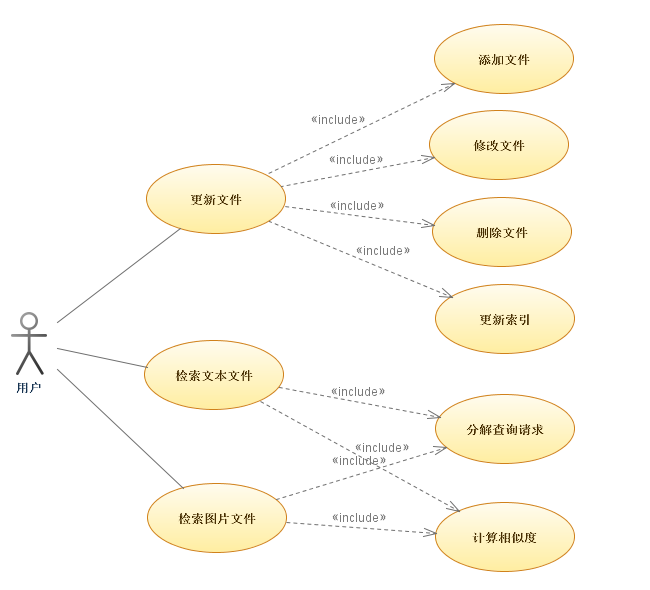 添加文件
«include»
修改文件
«include»
更新文件
«include»
删除文件
«include»
更新索引
用户
检索文本文件
«include»
分解查询请求
«include»
«include»
检索图片文件
«include»
计算相似度